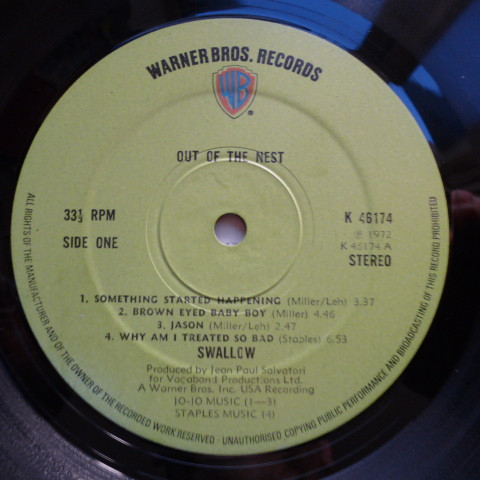 WARNER BROS. RECORDS
WB
®
OUT OF THE NEST
33⅓ RPM
SIDE ONE
K 46174
℗ 1972
K 46174 A
STEREO
1. SOMETHING STARTED HAPPENING (Miller/Leh) 3.37
2. BROWN EYED BABY BOY (Miller) 4.46
3. JASON (Miller/Leh) 2.47
4. WHY AM I TREATED SO BAD (Staples) 6.53
SWALLOW
Produced by Jean Paul Salvatori
for Vacabond Productions Ltd.
A Warner Bros. Inc. USA Recording
JO-JO MUSIC (1—3)
STAPLES MUSIC (4)
ALL RIGHTS OF THE MANUFACTURER AND OF THE OWNER OF THE RECORDED WORK RESERVED - UNAUTHORISED COPYING PUBLIC PERFORMANCE AND BROADCASTING OF THIS RECORD PROHIBITED